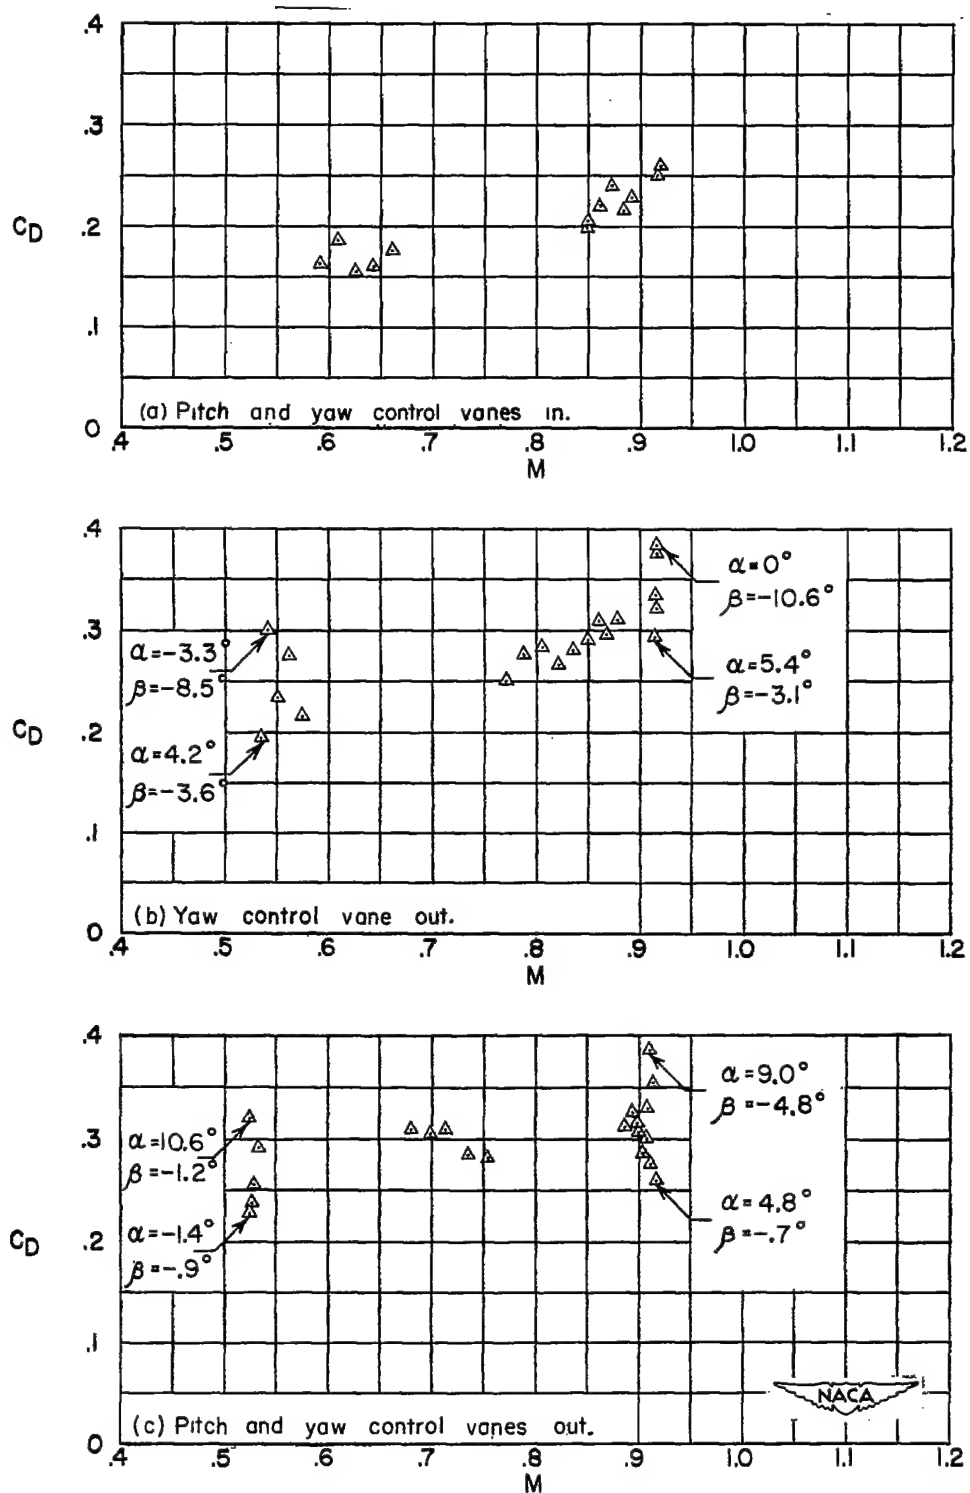 .4
.3
C_D
.2
.1
0
(a) Pitch and yaw control vanes in.
.4 .5 .6 .7 .8 .9 1.0 1.1 1.2
M
.4
α=0°
β=-10.6°
.3
α=-3.3°
β=-8.5°
α=5.4°
β=-3.1°
C_D
.2
α=4.2°
β=-3.6°
.1
(b) Yaw control vane out.
0
.4 .5 .6 .7 .8 .9 1.0 1.1 1.2
M
.4
α=9.0°
β=-4.8°
.3
α=10.6°
β=-1.2°
α=4.8°
β=-.7°
C_D
.2
α=-1.4°
β=-.9°
.1
NACA
(c) Pitch and yaw control vanes out.
0
.4 .5 .6 .7 .8 .9 1.0 1.1 1.2
M